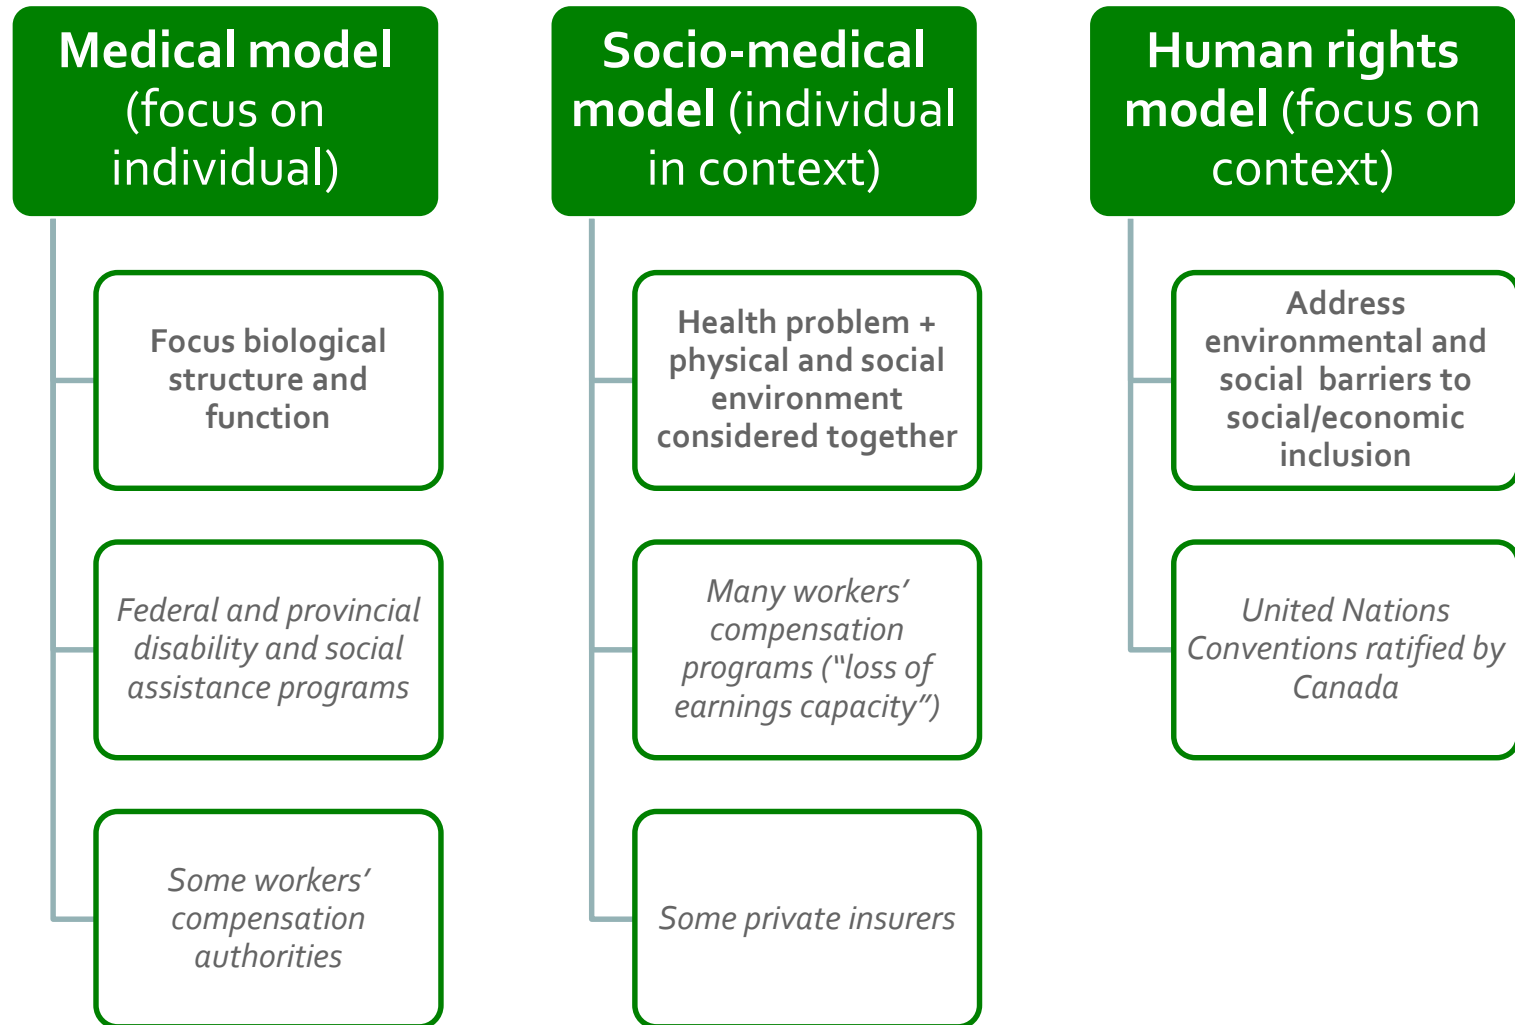 Medical model
(focus on
individual)
Focus biological
structure and
function
Federal and provincial
disability and social
assistance programs
Some workers’
compensation
authorities
Socio-medical
model (individual
in context)
Health problem +
physical and social
environment
considered together
Many workers’
compensation
programs (“loss of
earnings capacity”)
Some private insurers
Human rights
model (focus on
context)
Address
environmental and
social barriers to
social/economic
inclusion
United Nations
Conventions ratified by
Canada